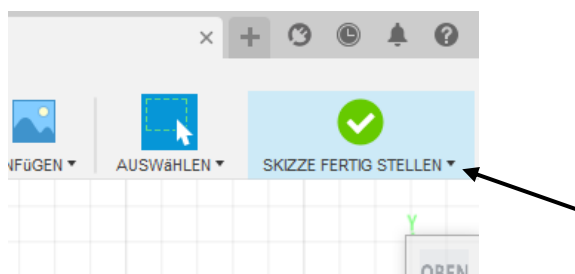 NFüGEN ▾ AUSWäHLEN ▾ SKIZZE FERTIG STELLEN ▾
Y
OBEN